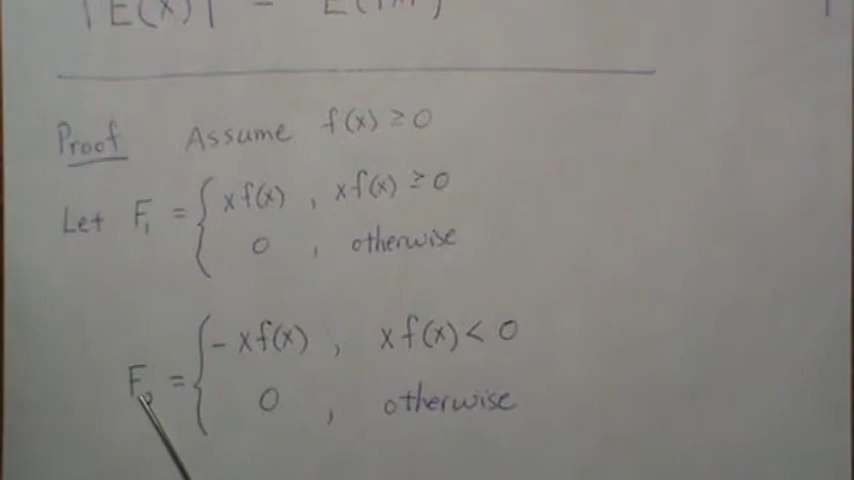 |E(X)| = E(|X|)
Proof Assume f(x) ≥ 0
Let F₁ = { xf(x) , xf(x) ≥ 0
0 , otherwise
F₂ = { -xf(x) , xf(x) < 0
0 , otherwise